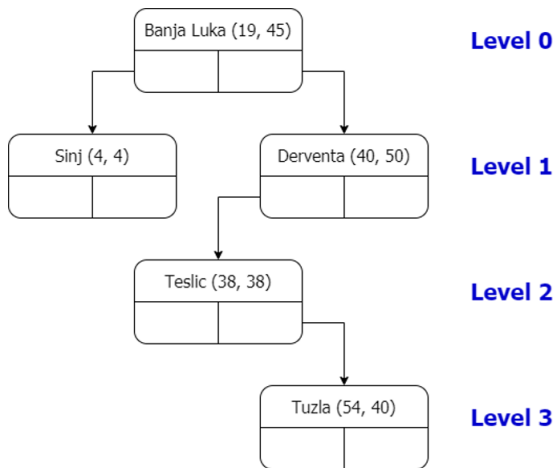 Banja Luka (19, 45)
Level 0
Sinj (4, 4)
Derventa (40, 50)
Level 1
Teslic (38, 38)
Level 2
Tuzla (54, 40)
Level 3